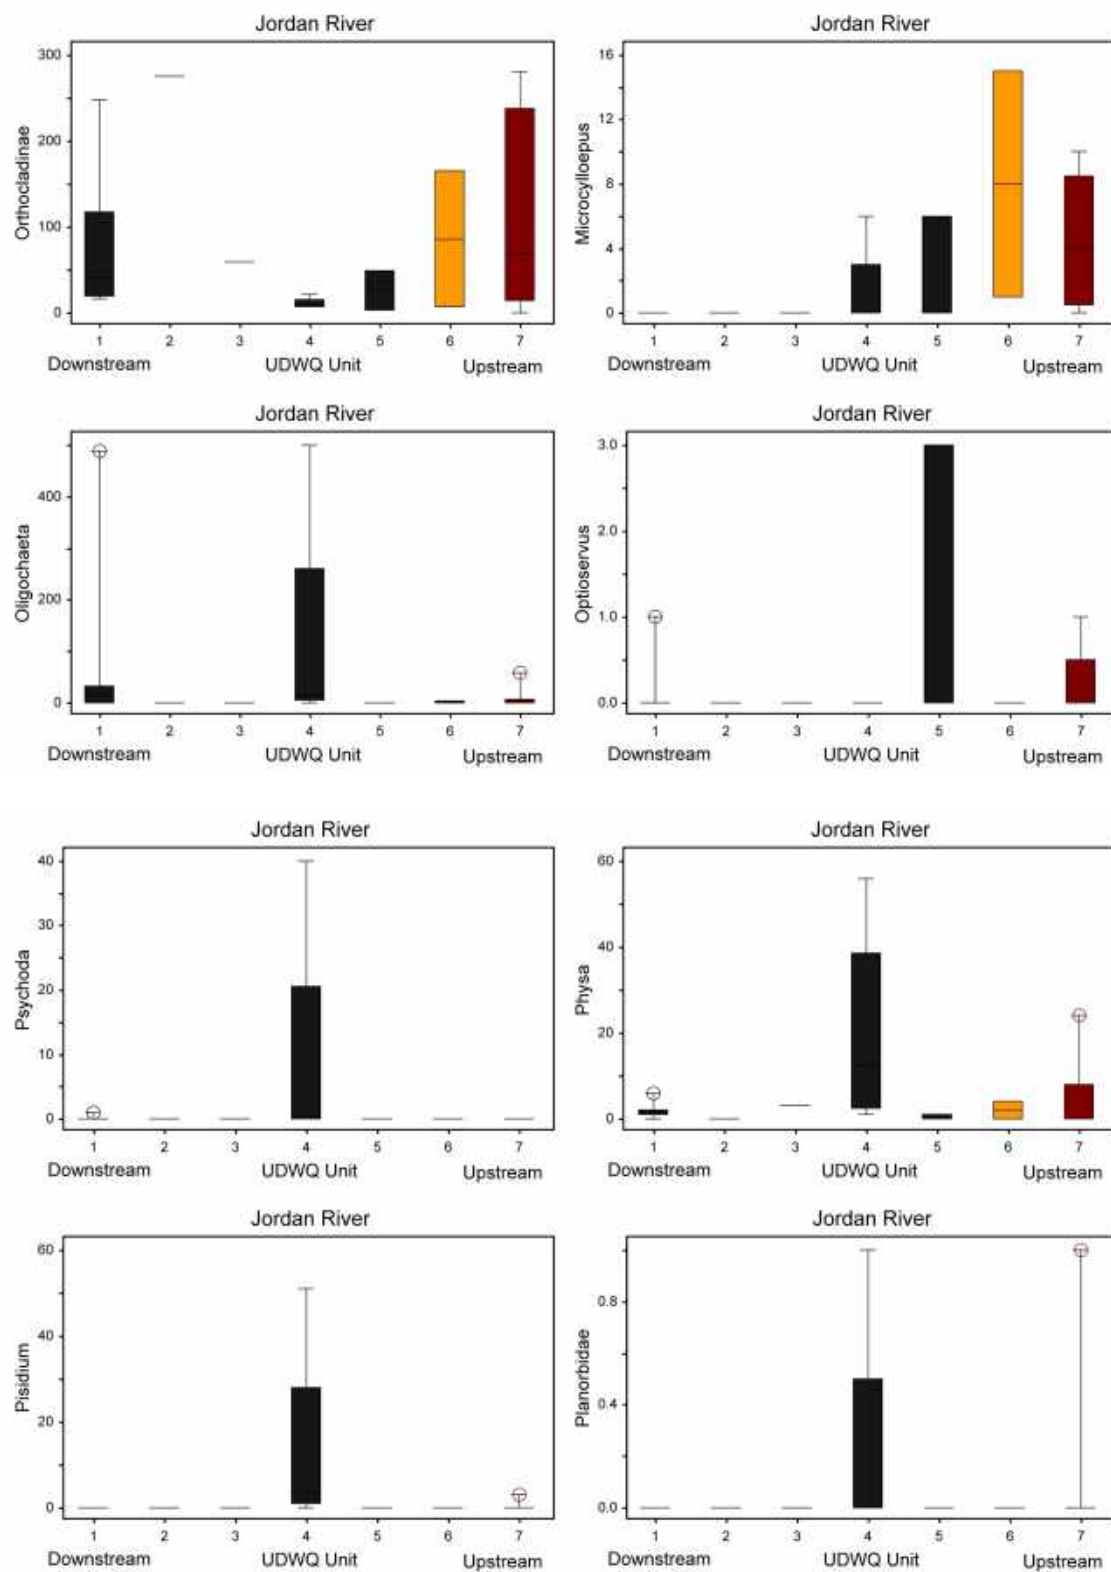 Jordan River
Orthocladinae
300
200
100
0
1 2 3 4 5 6 7
Downstream UDWQ Unit Upstream
Jordan River
Microcylloepus
16
12
8
4
0
1 2 3 4 5 6 7
Downstream UDWQ Unit Upstream
Jordan River
Oligochaeta
400
200
0
1 2 3 4 5 6 7
Downstream UDWQ Unit Upstream
Jordan River
Optioservus
3.0
2.0
1.0
0.0
1 2 3 4 5 6 7
Downstream UDWQ Unit Upstream
Jordan River
Psychoda
40
30
20
10
0
1 2 3 4 5 6 7
Downstream UDWQ Unit Upstream
Jordan River
Physa
60
40
20
0
1 2 3 4 5 6 7
Downstream UDWQ Unit Upstream
Jordan River
Pisidium
60
40
20
0
1 2 3 4 5 6 7
Downstream UDWQ Unit Upstream
Jordan River
Planorbidae
0.8
0.4
0.0
1 2 3 4 5 6 7
Downstream UDWQ Unit Upstream